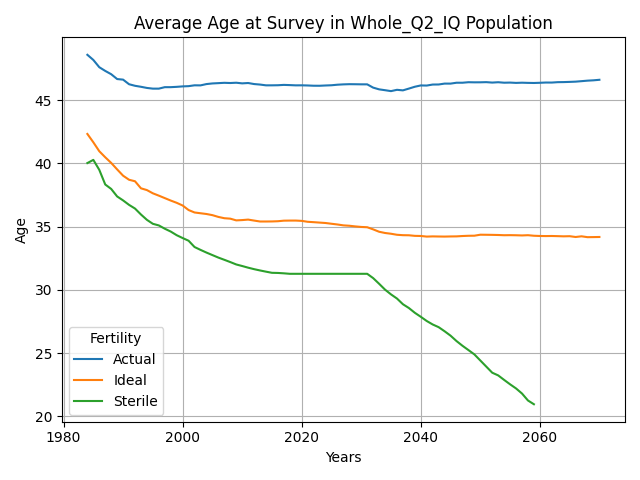 Average Age at Survey in Whole_Q2_IQ Population
Age
45
40
35
30
25
20
Fertility
Actual
Ideal
Sterile
1980
2000
2020
2040
2060
Years